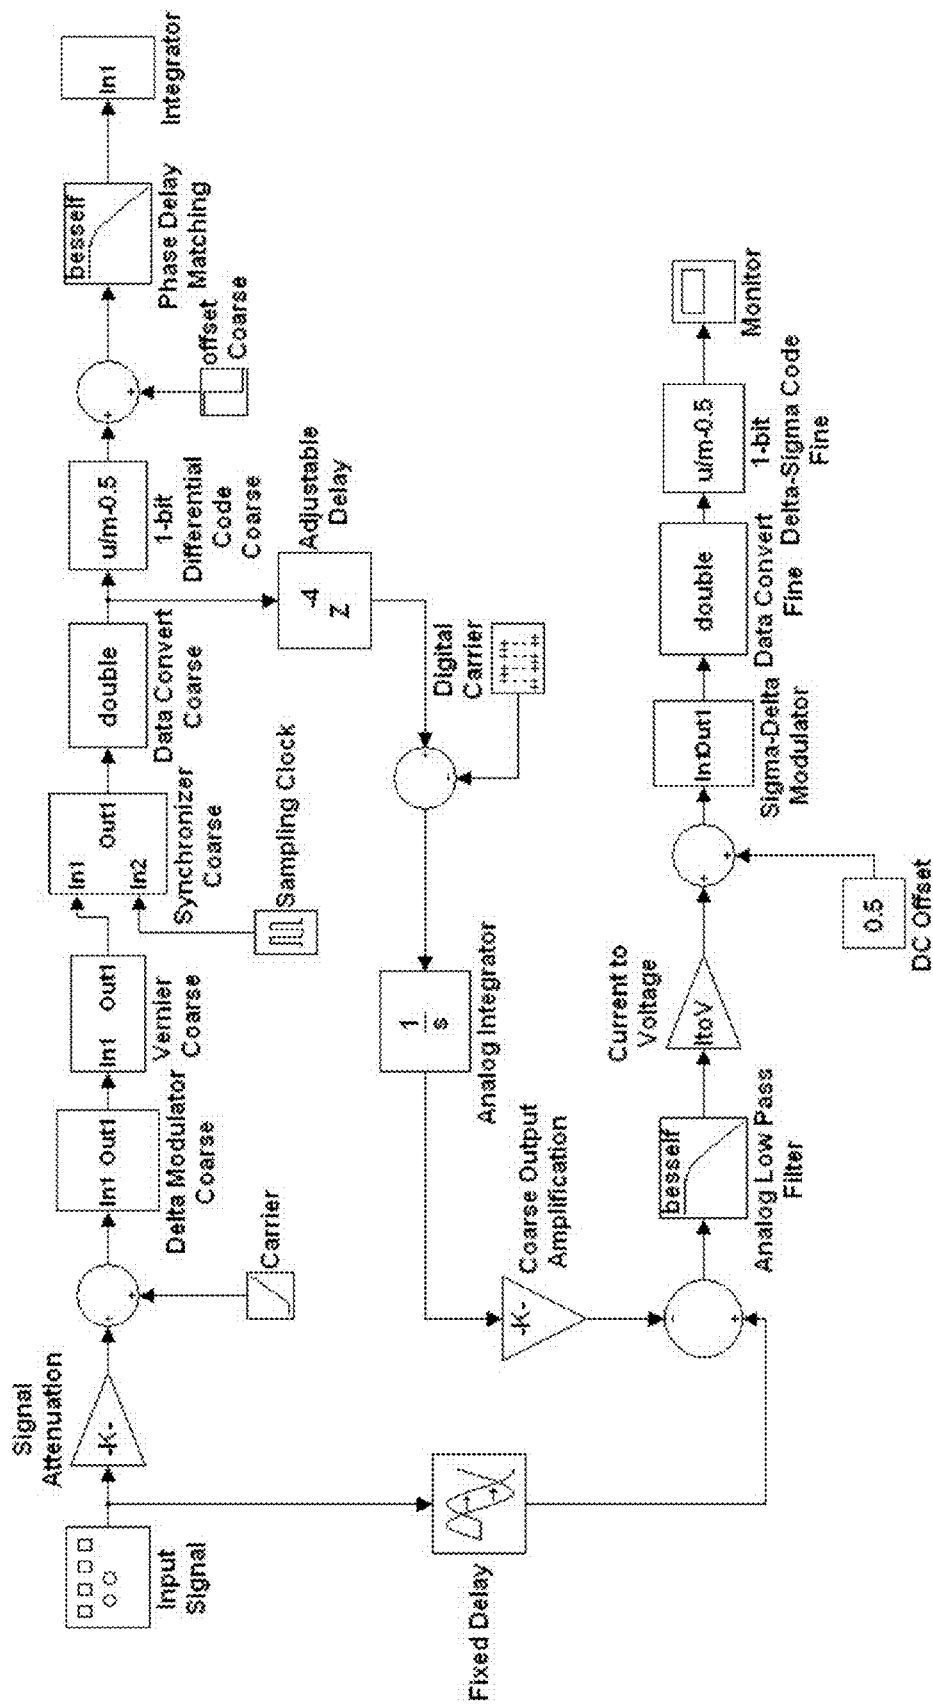 Input
Signal
-K-
Signal
Attenuation
+
+
Carrier
In1 Out1
Delta Modulator
Coarse
In1 out1
Vernier
Coarse
In1
In2
Out1
Synchronizer
Coarse
Sampling Clock
double
Data Convert
Coarse
u/m-0.5
1-bit
Differential
Code
Coarse
+
+
offset
Coarse
besself
Phase Delay
Matching
In1
Integrator
-4
Z
Adjustable
Delay
Digital
Carrier
+
1
s
Analog Integrator
-K-
Coarse Output
Amplification
Fixed Delay
-
+
besself
Analog Low Pass
Filter
ItoV
Current to
Voltage
+
+
0.5
DC Offset
In1Out1
Sigma-Delta
Modulator
double
Data Convert
Fine
u/m-0.5
1-bit
Delta-Sigma Code
Fine
Monitor